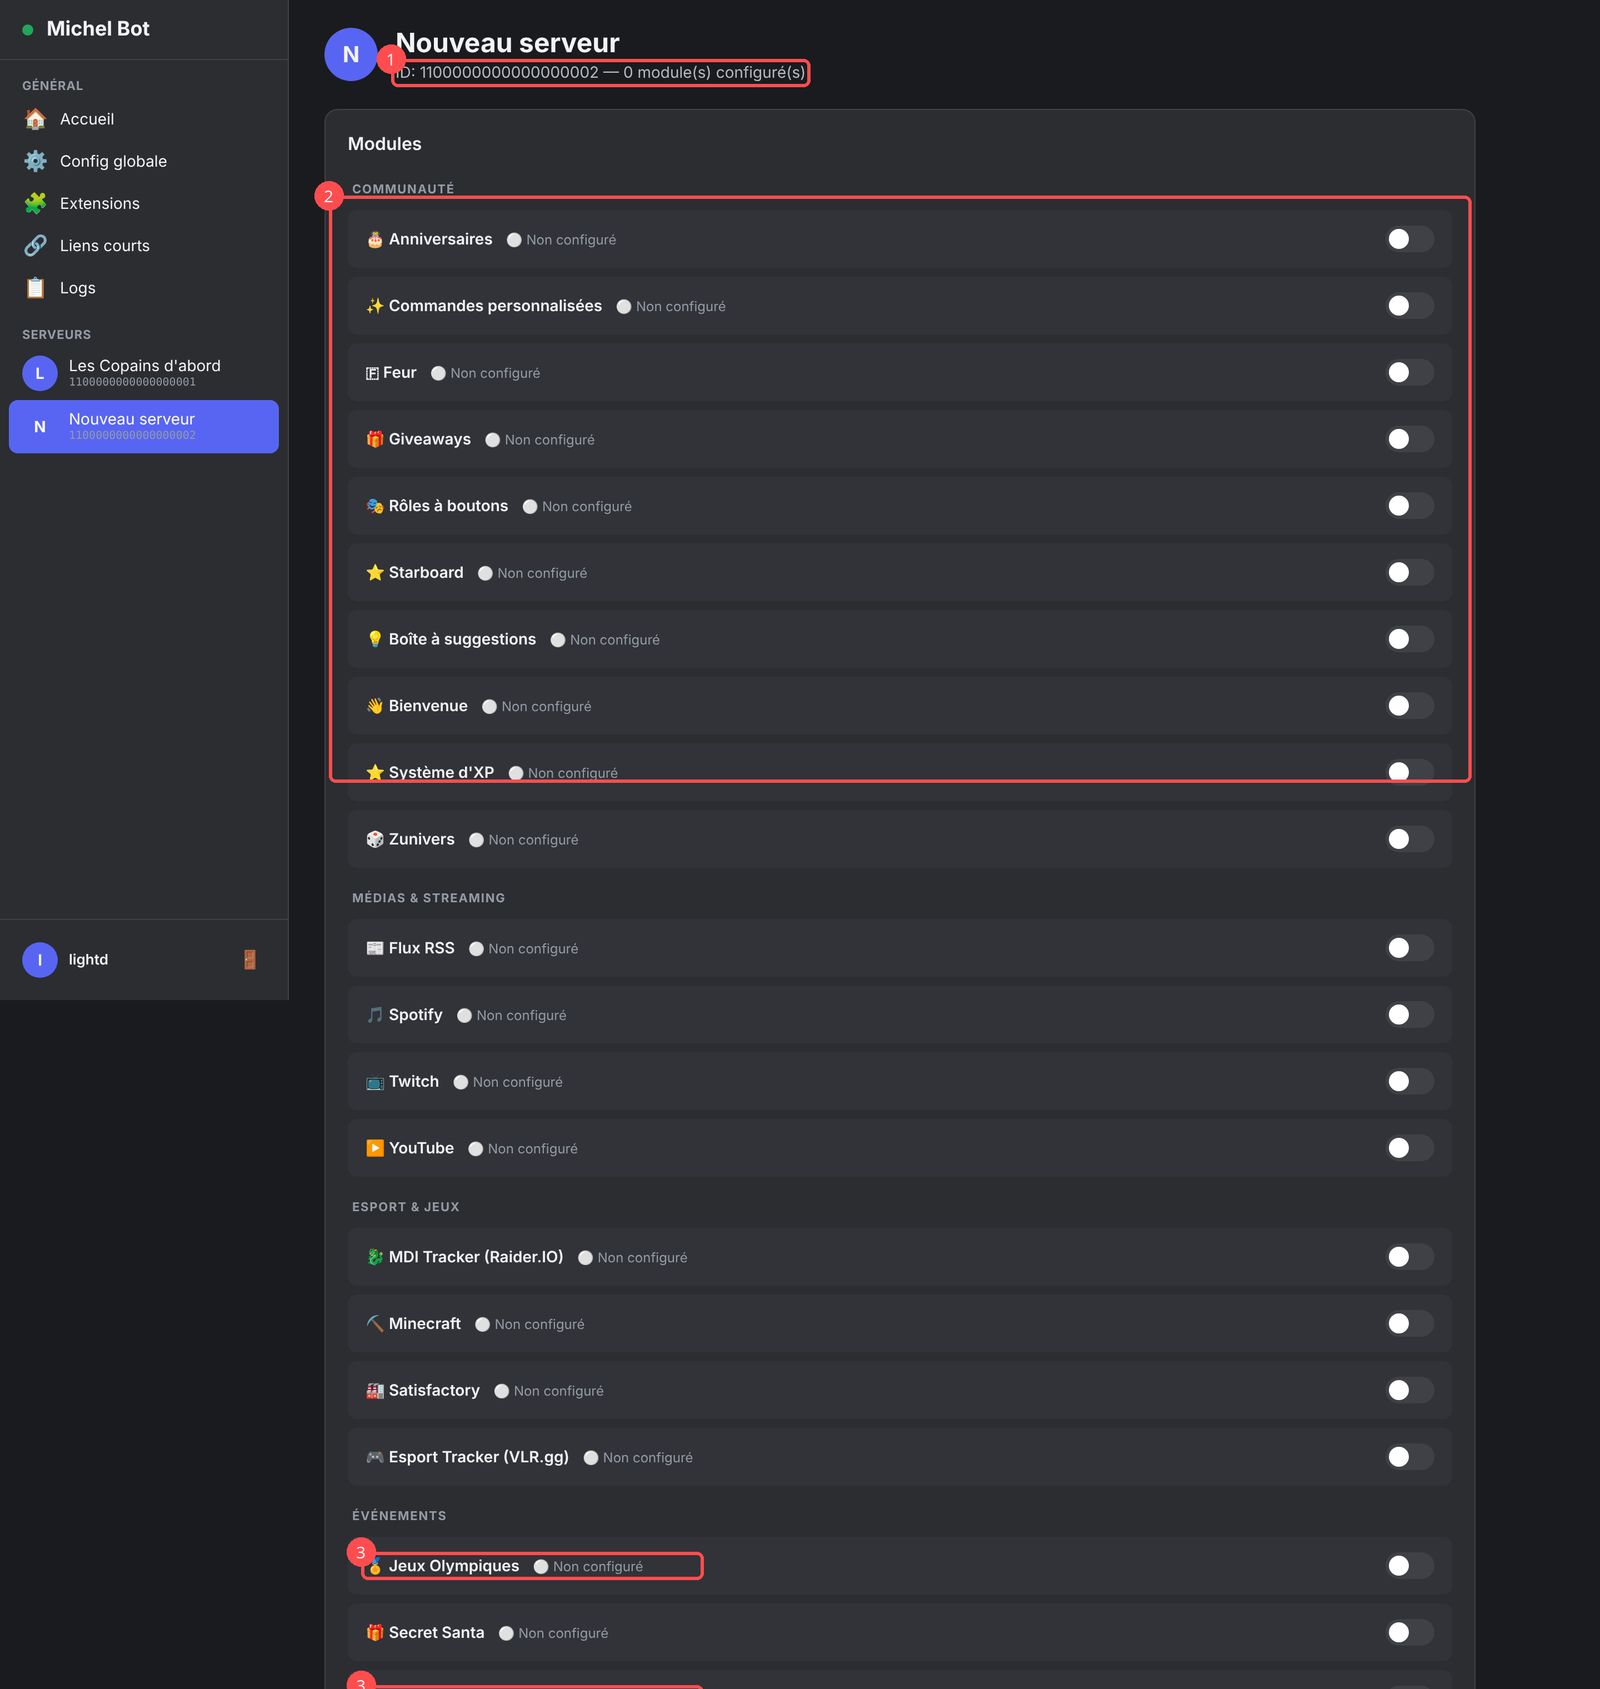 Michel Bot
GÉNÉRAL
Accueil
Config globale
Extensions
Liens courts
Logs
SERVEURS
L
Les Copains d'abord
1100000000000000001
N
Nouveau serveur
1100000000000000002
l
lightd
N
Nouveau serveur
1
ID: 1100000000000000002 — 0 module(s) configuré(s)
Modules
2
COMMUNAUTÉ
Anniversaires Non configuré
Commandes personnalisées Non configuré
🇫 Feur Non configuré
Giveaways Non configuré
Rôles à boutons Non configuré
Starboard Non configuré
Boîte à suggestions Non configuré
Bienvenue Non configuré
Système d'XP Non configuré
Zunivers Non configuré
MÉDIAS & STREAMING
Flux RSS Non configuré
Spotify Non configuré
Twitch Non configuré
YouTube Non configuré
ESPORT & JEUX
MDI Tracker (Raider.IO) Non configuré
Minecraft Non configuré
Satisfactory Non configuré
Esport Tracker (VLR.gg) Non configuré
ÉVÉNEMENTS
3
Jeux Olympiques Non configuré
Secret Santa Non configuré
3